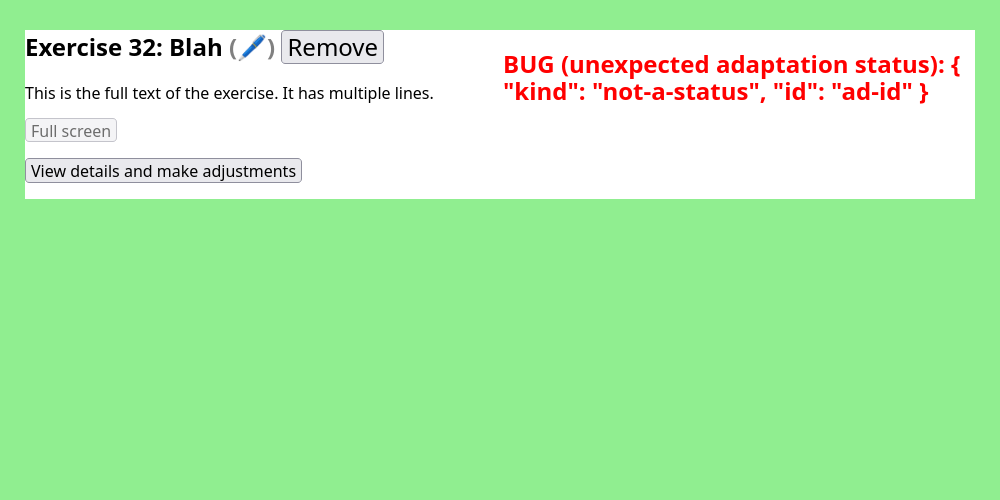 Exercise 32: Blah (🖊️) Remove
This is the full text of the exercise. It has multiple lines.
Full screen
View details and make adjustments
BUG (unexpected adaptation status): {
"kind": "not-a-status", "id": "ad-id" }